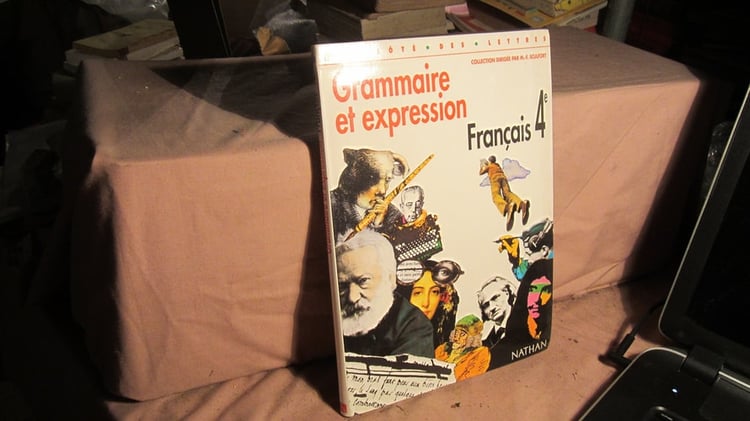 CÔTÉ • DES • LETTRES
COLLECTION DIRIGÉE PAR M.-F. SCULFORT
Grammaire
et expression
Français 4e
NATHAN